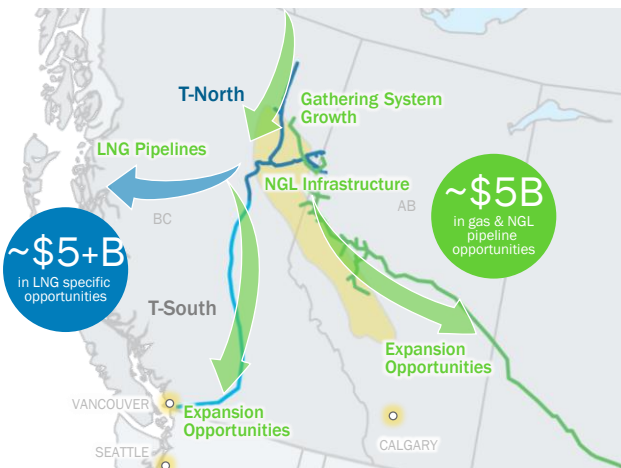 T-North
Gathering System
Growth
LNG Pipelines
NGL Infrastructure
~$5B
in gas & NGL
pipeline
opportunities
AB
BC
~$5+B
in LNG specific
opportunities
T-South
Expansion
Opportunities
VANCOUVER
Expansion
Opportunities
CALGARY
SEATTLE